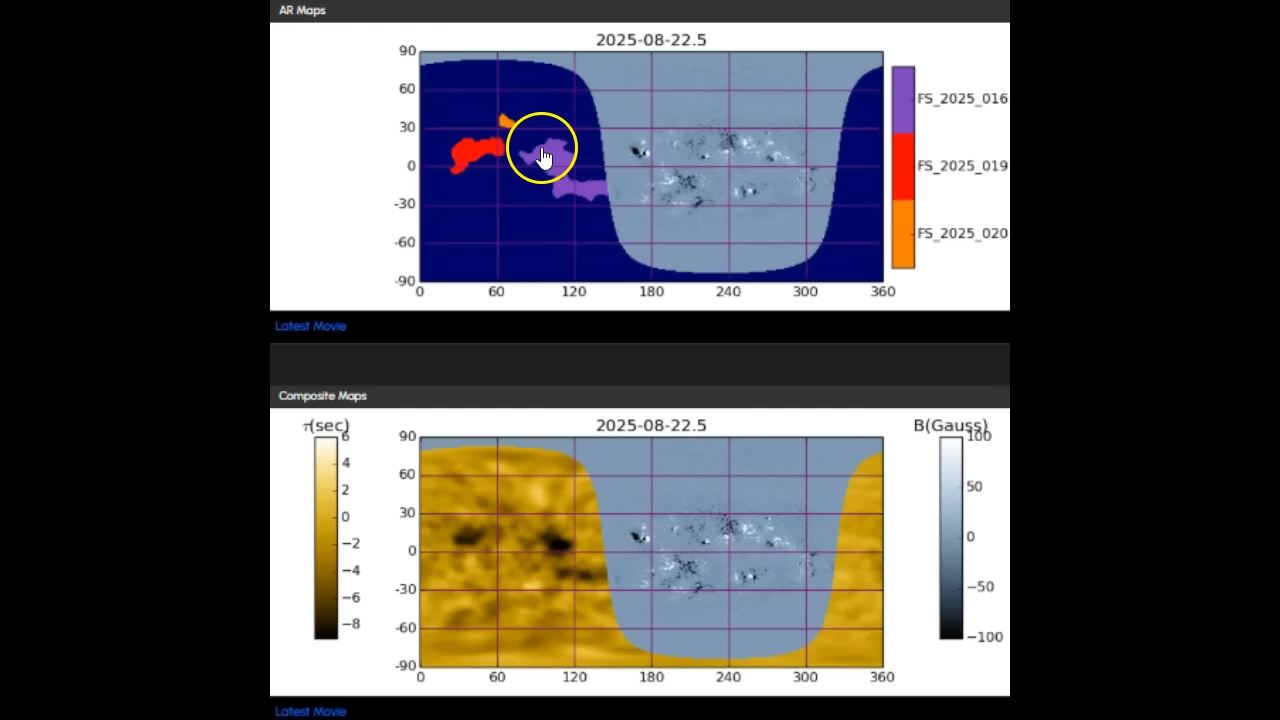 AR Maps
2025-08-22.5
90
60
30
0
-30
-60
-90
0 60 120 180 240 300 360
FS_2025_016
FS_2025_019
FS_2025_020
Latest Movie
Composite Maps
τ(sec)
6
4
2
0
−2
−4
−6
−8
2025-08-22.5
90
60
30
0
-30
-60
-90
0 60 120 180 240 300 360
B(Gauss)
100
50
0
−50
−100
Latest Movie